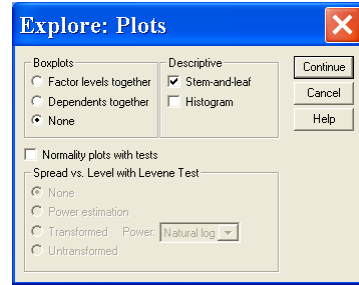 Explore: Plots
Boxplots
Factor levels together
Dependents together
None
Descriptive
Stem-and-leaf
Histogram
Continue
Cancel
Help
Normality plots with tests
Spread vs. Level with Levene Test
None
Power estimation
Transformed Power: Natural log
Untransformed